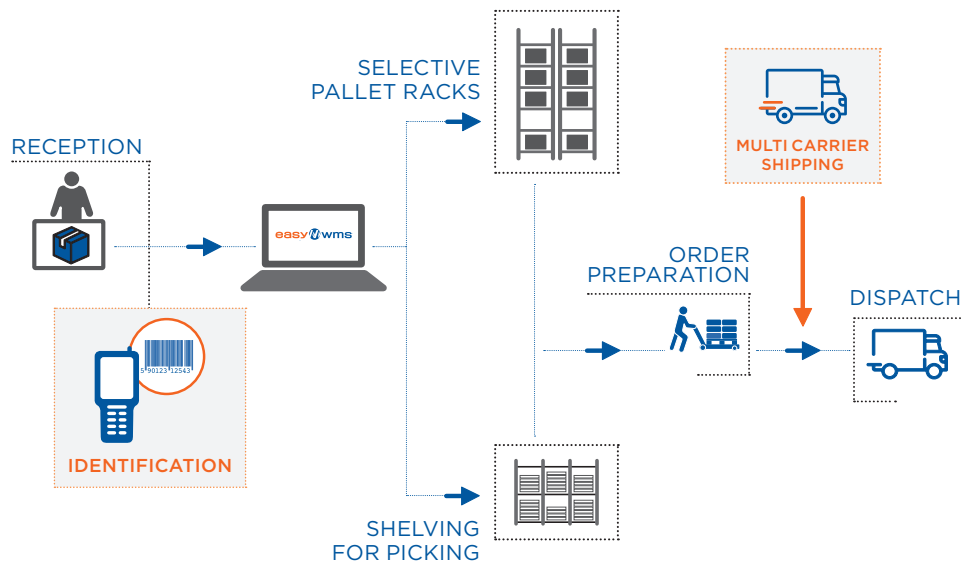 RECEPTION
5 90123 12543
IDENTIFICATION
easy wms
SELECTIVE
PALLET RACKS
SHELVING
FOR PICKING
ORDER
PREPARATION
MULTI CARRIER
SHIPPING
DISPATCH